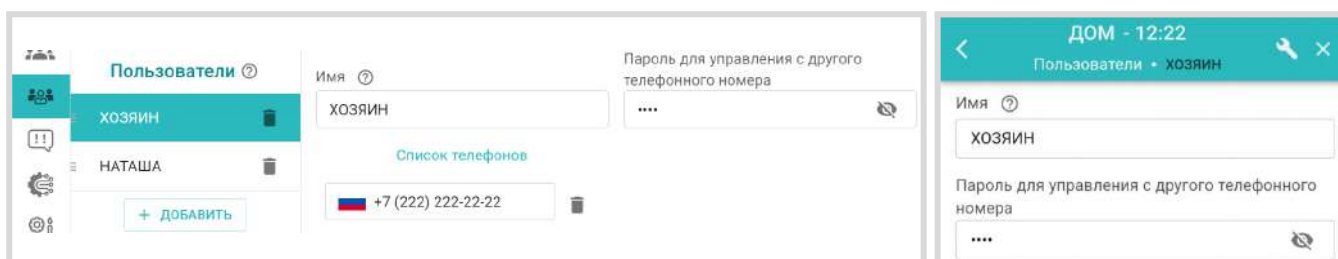 Пользователи
ХОЗЯИН
НАТАША
+ ДОБАВИТЬ
Имя
ХОЗЯИН
Пароль для управления с другого
телефонного номера
••••
Список телефонов
+7 (222) 222-22-22
ДОМ - 12:22
Пользователи • ХОЗЯИН
Имя
ХОЗЯИН
Пароль для управления с другого телефонного
номера
••••